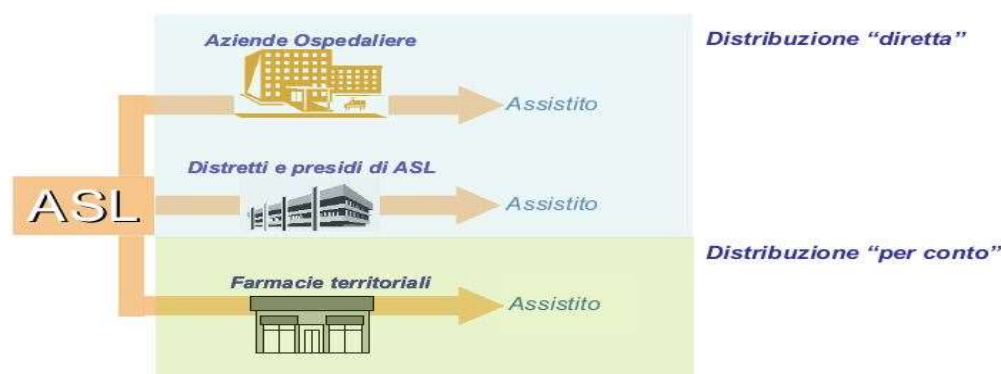 Aziende Ospedaliere
Distribuzione “diretta”
Assistito
Distretti e presidi di ASL
ASL
Assistito
Distribuzione “per conto”
Farmacie territoriali
Assistito